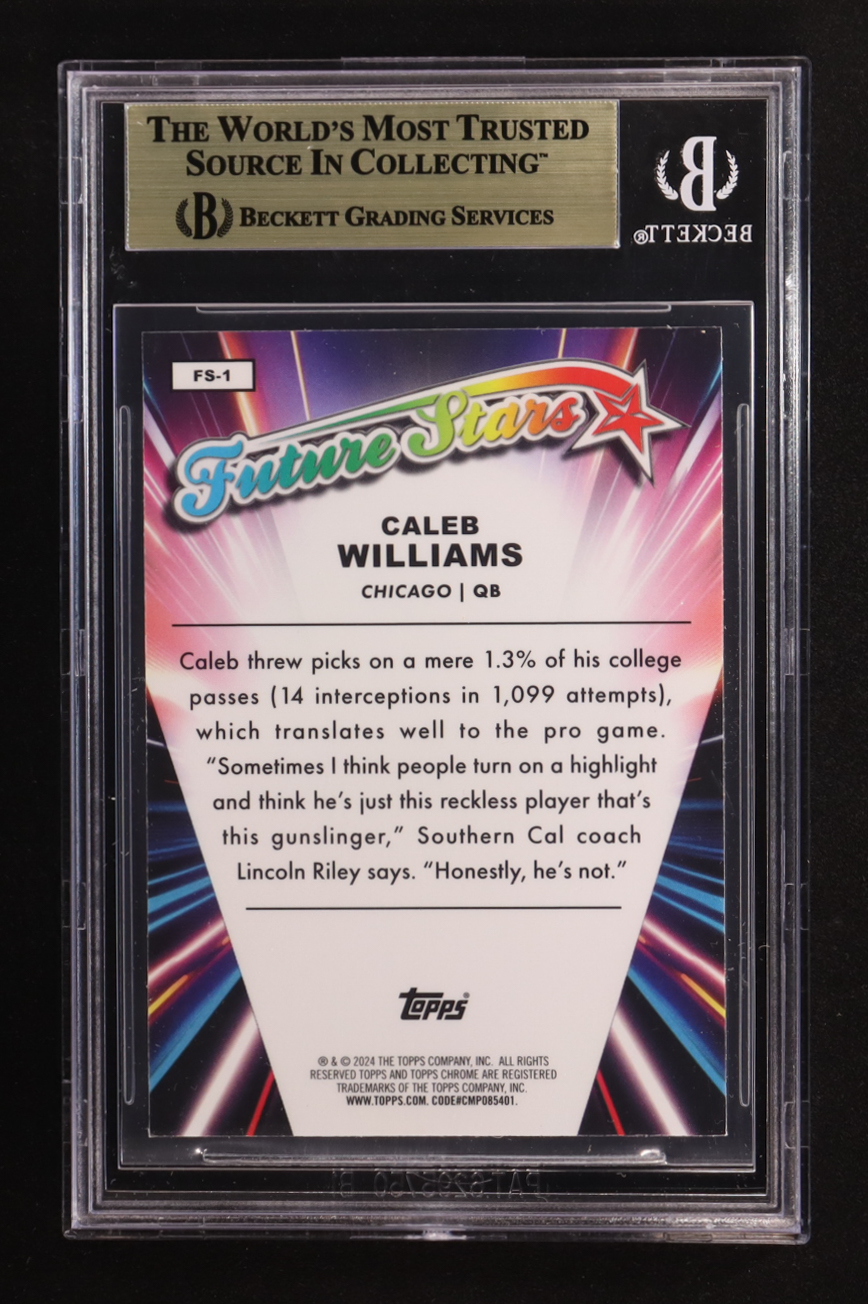 THE WORLD'S MOST TRUSTED
SOURCE IN COLLECTING™
B BECKETT GRADING SERVICES
B
BECKETT®
FS-1
Future Stars
CALEB
WILLIAMS
CHICAGO | QB
Caleb threw picks on a mere 1.3% of his college
passes (14 interceptions in 1,099 attempts),
which translates well to the pro game.
“Sometimes I think people turn on a highlight
and think he’s just this reckless player that’s
this gunslinger,” Southern Cal coach
Lincoln Riley says. “Honestly, he’s not.”
topps®
® & © 2024 THE TOPPS COMPANY, INC. ALL RIGHTS
RESERVED TOPPS AND TOPPS CHROME ARE REGISTERED
TRADEMARKS OF THE TOPPS COMPANY, INC.
WWW.TOPPS.COM. CODE#CMP085401.